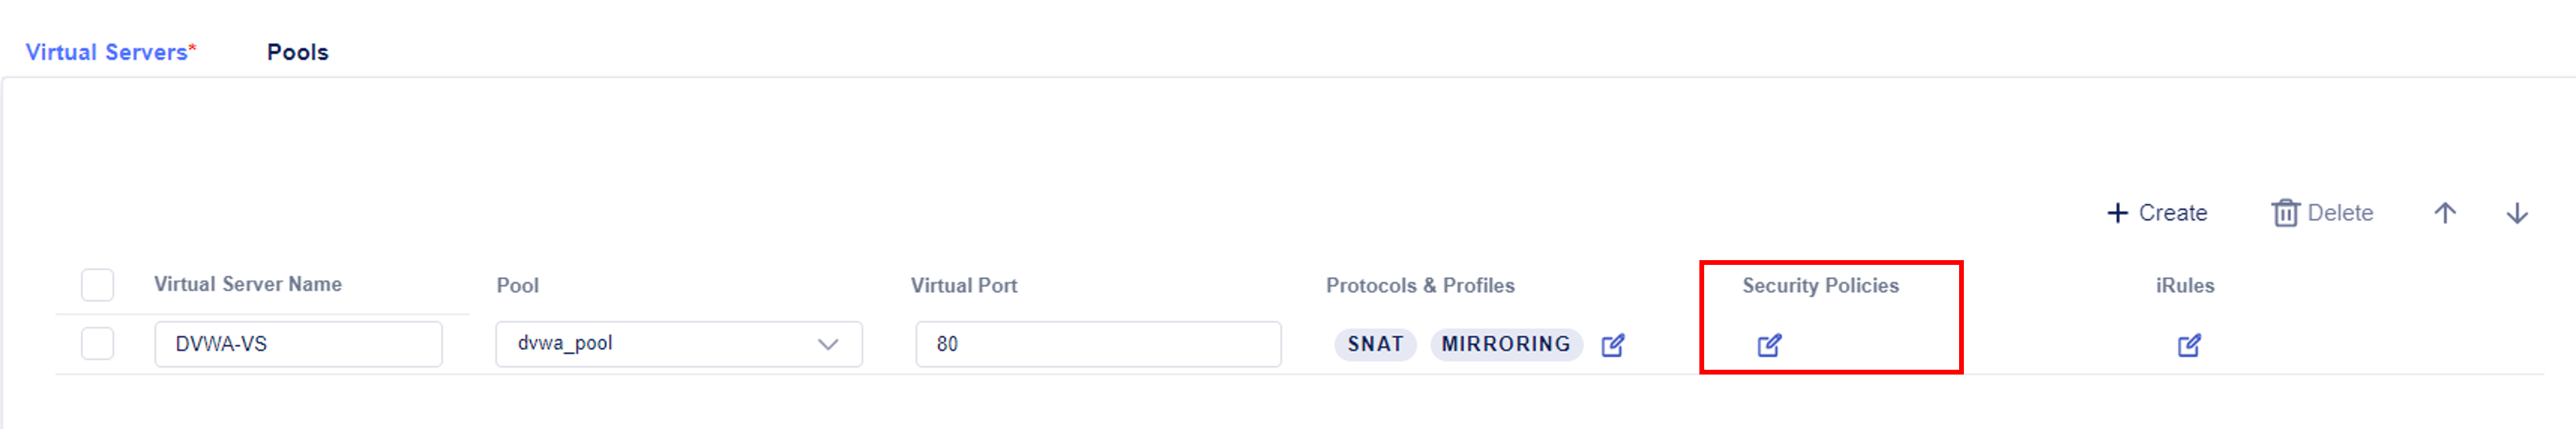 Virtual Servers* Pools
Create Delete
Virtual Server Name Pool Virtual Port Protocols & Profiles Security Policies iRules
DVWA-VS dvwa_pool 80 SNAT MIRRORING